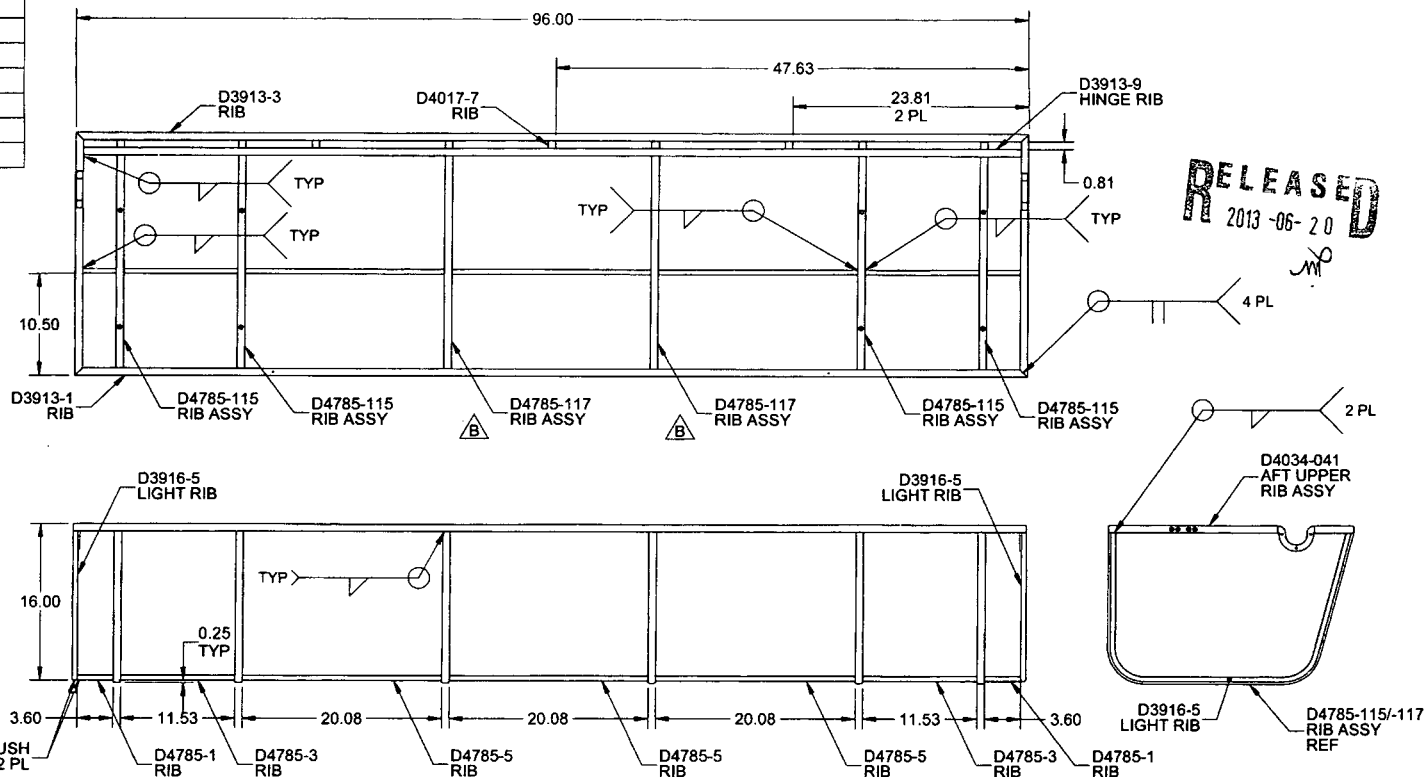 96.00
47.63
23.81
2 PL
D3913-3
RIB
D4017-7
RIB
D3913-9
HINGE RIB
0.81
TYP
TYP
TYP
TYP
RELEASED
2013-06-20
4 PL
10.50
D3913-1
RIB
D4785-115
RIB ASSY
D4785-115
RIB ASSY
D4785-117
RIB ASSY
B
D4785-117
RIB ASSY
B
D4785-115
RIB ASSY
D4785-115
RIB ASSY
2 PL
D3916-5
LIGHT RIB
D3916-5
LIGHT RIB
D4034-041
AFT UPPER
RIB ASSY
TYP
16.00
0.25
TYP
3.60
11.53
20.08
20.08
20.08
11.53
3.60
USH
2 PL
D4785-1
RIB
D4785-3
RIB
D4785-5
RIB
D4785-5
RIB
D4785-5
RIB
D4785-3
RIB
D4785-1
RIB
D3916-5
LIGHT RIB
D4785-115/-117
RIB ASSY
REF